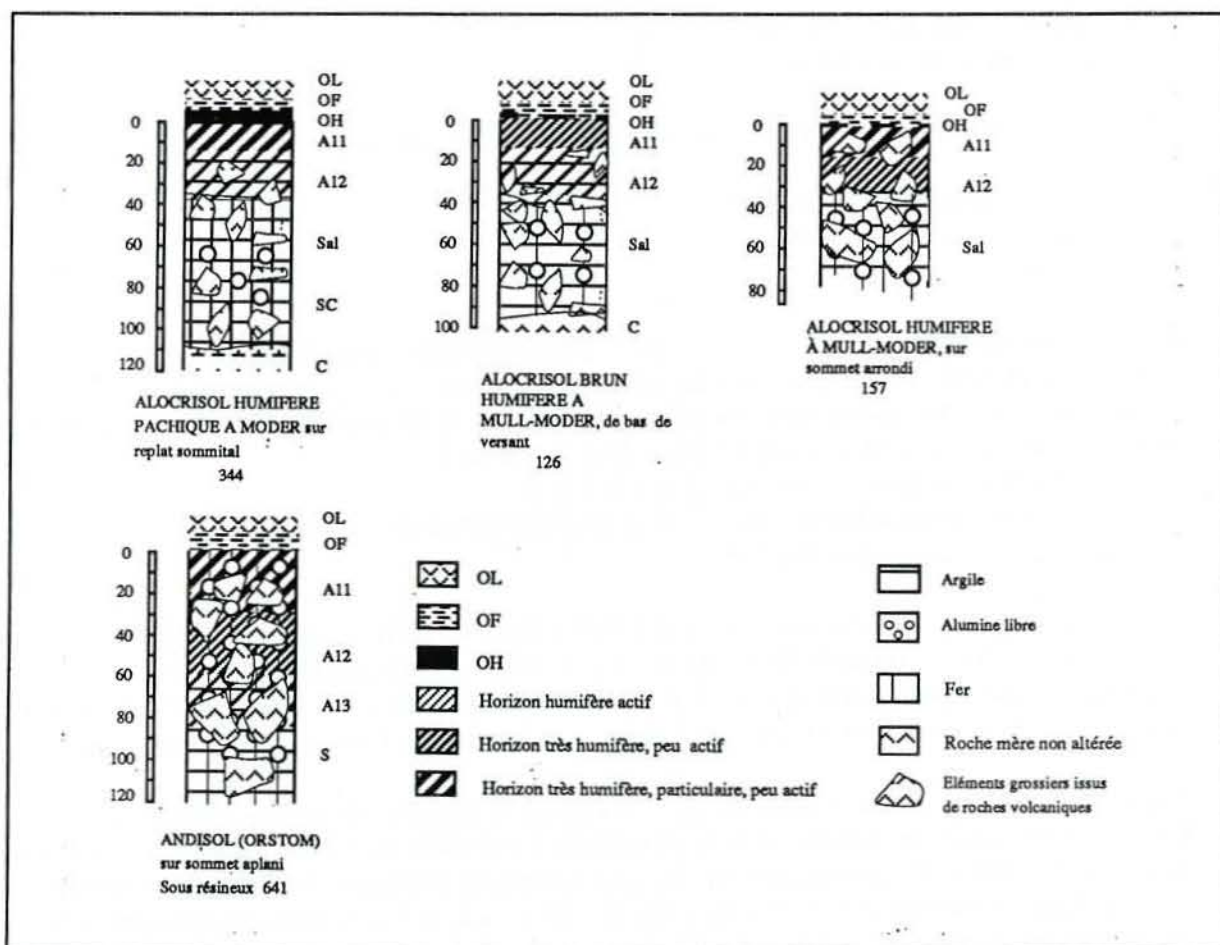 OL
OF
OH
A11
A12
Sal
SC
C
0
20
40
60
80
100
120
ALOCRISOL HUMIFERE
PACHIQUE A MODER sur
replat sommital
344
OL
OF
OH
A11
A12
Sal
C
0
20
40
60
80
100
ALOCRISOL BRUN
HUMIFERE A
MULL-MODER, de bas de
versant
126
OL
OF
OH
A11
A12
Sal
0
20
40
60
80
ALOCRISOL HUMIFERE
À MULL-MODER, sur
sommet arrondi
157
OL
OF
A11
A12
A13
S
0
20
40
60
80
100
120
ANDISOL (ORSTOM)
sur sommet aplani
Sous résineux 641
OL
OF
OH
Horizon humifère actif
Horizon très humifère, peu actif
Horizon très humifère, particulaire, peu actif
Argile
Alumine libre
Fer
Roche mère non altérée
Eléments grossiers issus
de roches volcaniques